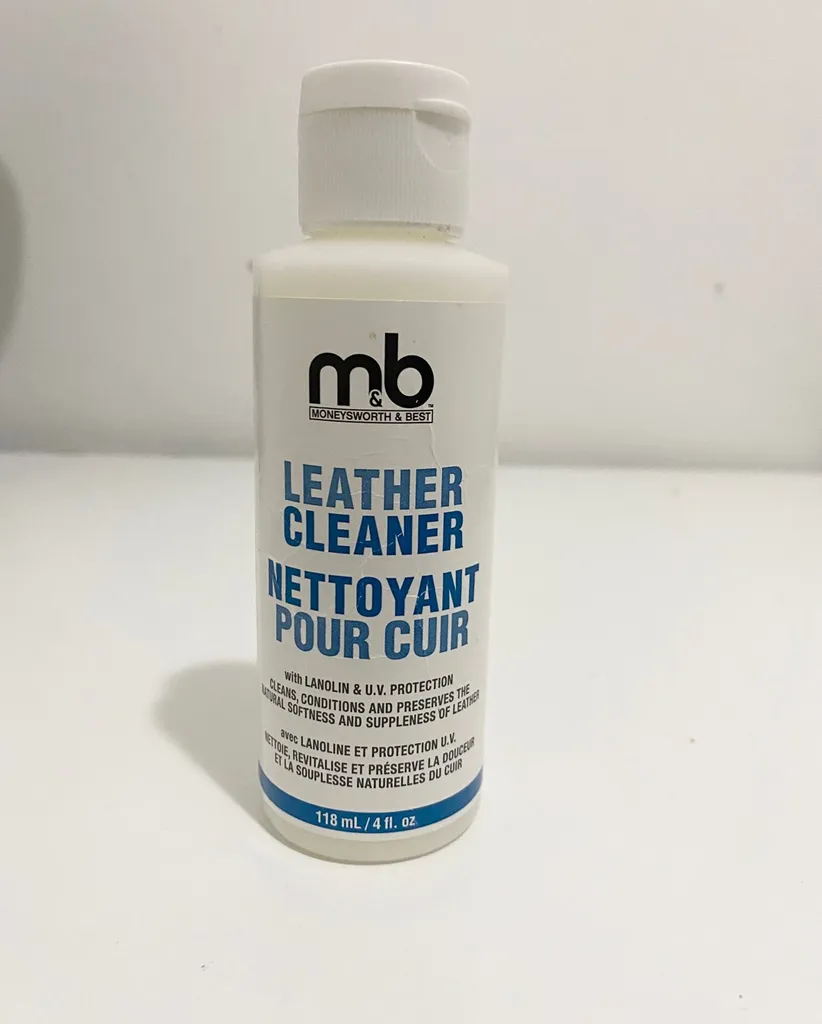 m&b™
MONEYSWORTH & BEST
LEATHER
CLEANER
NETTOYANT
POUR CUIR
with LANOLIN & U.V. PROTECTION
CLEANS, CONDITIONS AND PRESERVES THE
NATURAL SOFTNESS AND SUPPLENESS OF LEATHER
avec LANOLINE ET PROTECTION U.V.
NETTOIE, REVITALISE ET PRÉSERVE LA DOUCEUR
ET LA SOUPLESSE NATURELLES DU CUIR
118 mL / 4 fl. oz